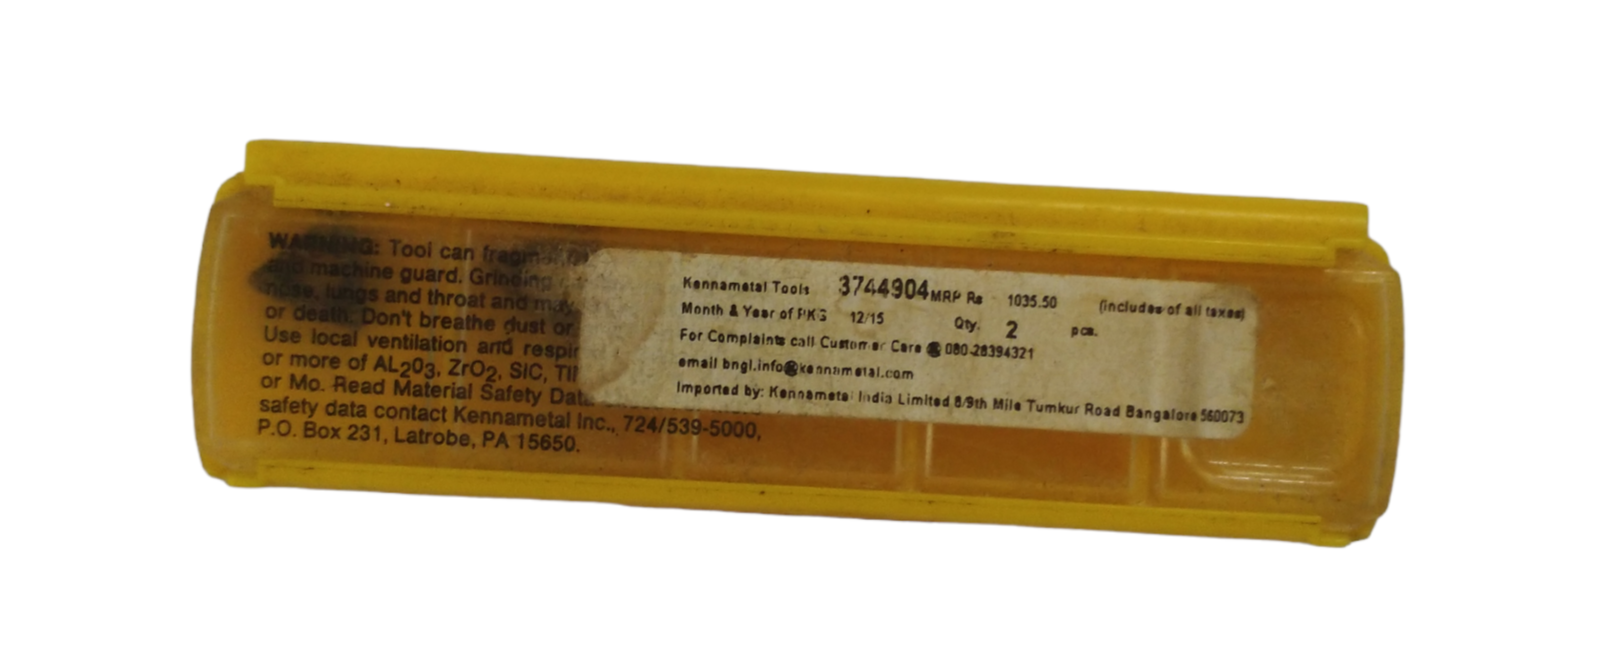 WARNING: Tool can
and machine guard. Grinding
nose, lungs and throat and may
or death. Don't breathe dust or
Use local ventilation and
or more of AL2O3, ZrO2, SIC,
or Mo. Read Material Safety Data
safety data contact Kennametal Inc., 724/539-5000,
P.O. Box 231, Latrobe, PA 15650.
Kennametal Tools 3744904 MRP Rs 1035.50 (includes of all taxes)
Month & Year of PKG 12/15 Qty. 2 pcs.
For Complaints call Customer Care ☎ 080-28394321
email bngl.info@kennametal.com
Imported by: Kennametal India Limited 8/9th Mile Tumkur Road Bangalore 560073